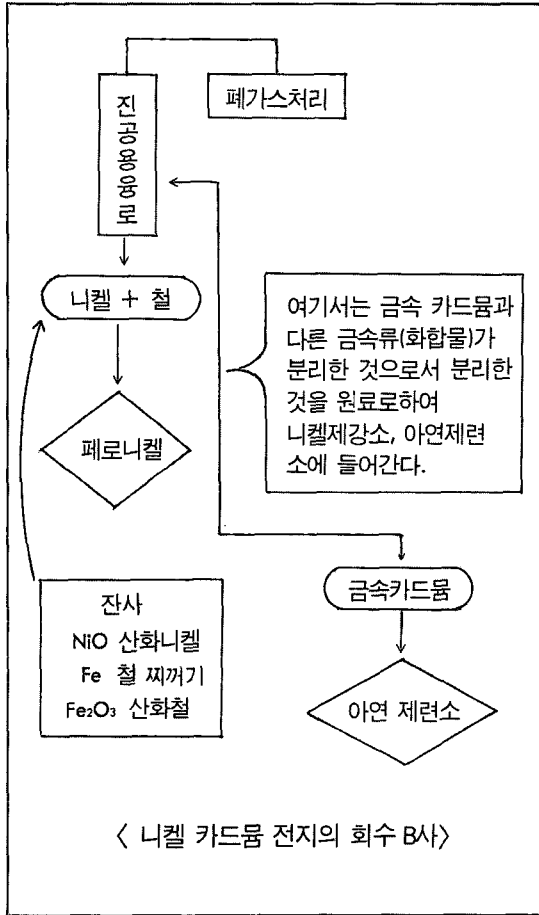 진공용융로
폐가스처리
니켈 + 철
여기서는 금속 카드뮴과
다른 금속류(화합물)가
분리한 것으로서 분리한
것을 원료로하여
니켈제강소, 아연제련
소에 들어간다.
페로니켈
금속카드뮴
잔사
NiO 산화니켈
Fe 철 찌꺼기
Fe₂O₃ 산화철
아연 제련소
〈 니켈 카드뮴 전지의 회수 B사〉